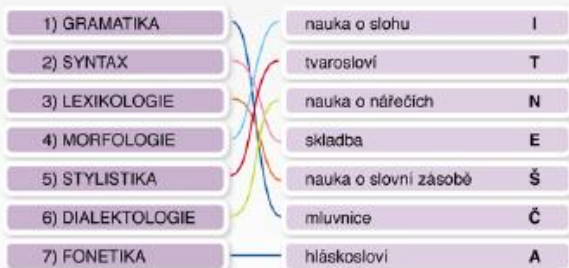 1) GRAMATIKA nauka o slohu I
2) SYNTAX tvarosloví T
3) LEXIKOLOGIE nauka o nářečích N
4) MORFOLOGIE skladba E
5) STYLISTIKA nauka o slovní zásobě Š
6) DIALEKTOLOGIE mluvnice Č
7) FONETIKA hláskosloví A